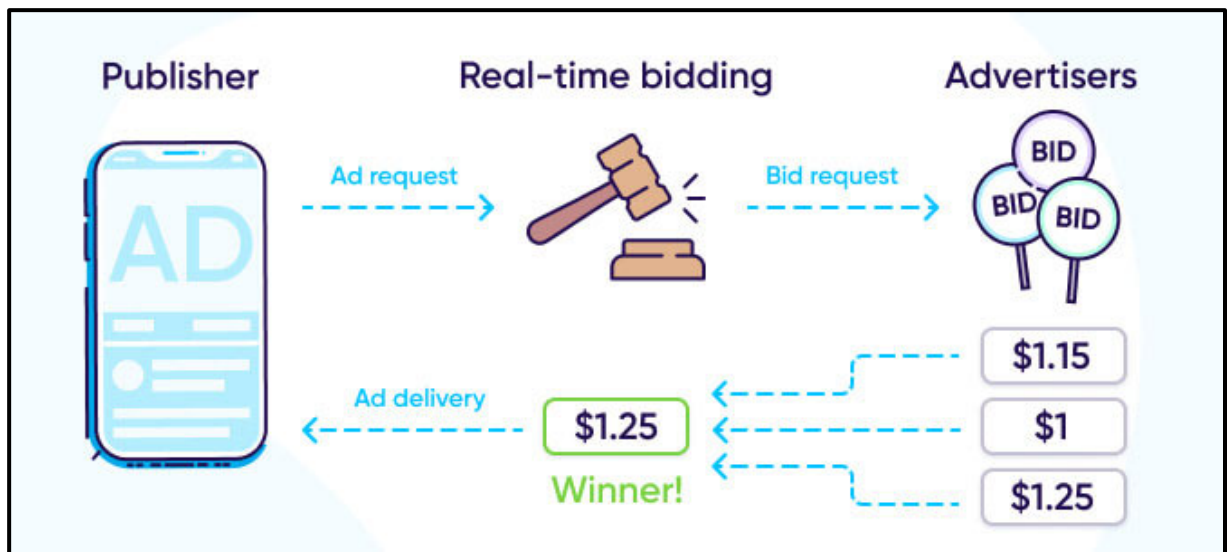 Publisher
Real-time bidding
Advertisers
Ad request
Bid request
BID
BID
BID
AD
$1.15
Ad delivery
$1.25
$1
Winner!
$1.25